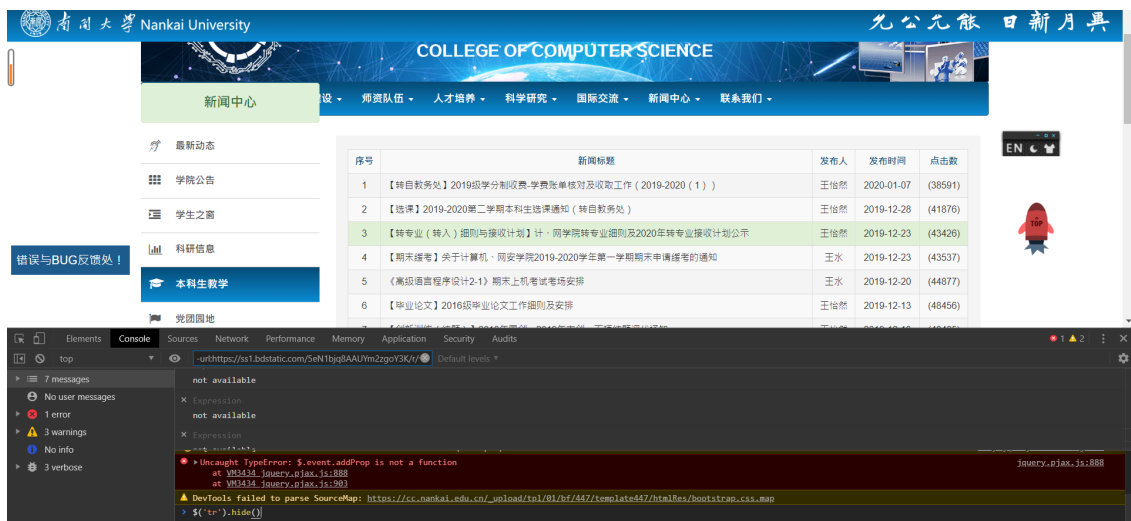 南開大學 Nankai University
允公允能 日新月異
COLLEGE OF COMPUTER SCIENCE
新闻中心 设 师资队伍 人才培养 科学研究 国际交流 新闻中心 联系我们
最新动态
学院公告
学生之窗
科研信息
本科生教学
党团园地
错误与BUG反馈处！
序号 新闻标题 发布人 发布时间 点击数
1 【转自教务处】2019级学分制收费-学费账单核对及收取工作（2019-2020（1）） 王怡然 2020-01-07 (38591)
2 【选课】2019-2020第二学期本科生选课通知（转自教务处） 王怡然 2019-12-28 (41876)
3 【转专业（转入）细则与接收计划】计、网学院转专业细则及2020年转专业接收计划公示 王怡然 2019-12-23 (43426)
4 【期末缓考】关于计算机、网安学院2019-2020学年第一学期期末申请缓考的通知 王水 2019-12-23 (43537)
5 《高级语言程序设计2-1》期末上机考试考场安排 王水 2019-12-20 (44877)
6 【毕业论文】2016级毕业论文工作细则及安排 王怡然 2019-12-13 (48456)
EN
TOP
Elements Console Sources Network Performance Memory Application Security Audits 1 2
top -url:https://ss1.bdstatic.com/5eN1bjq8AAUYm2zgoY3K/r/ Default levels
7 messages
No user messages
1 error
3 warnings
No info
3 verbose
not available
Expression
not available
Expression
Uncaught TypeError: $.event.addProp is not a function jquery.pjax.js:888
at VM3434 jquery.pjax.js:888
at VM3434 jquery.pjax.js:903
DevTools failed to parse SourceMap: https://cc.nankai.edu.cn/_upload/tpl/01/bf/447/template447/htmlRes/bootstrap.css.map
> $('tr').hide()